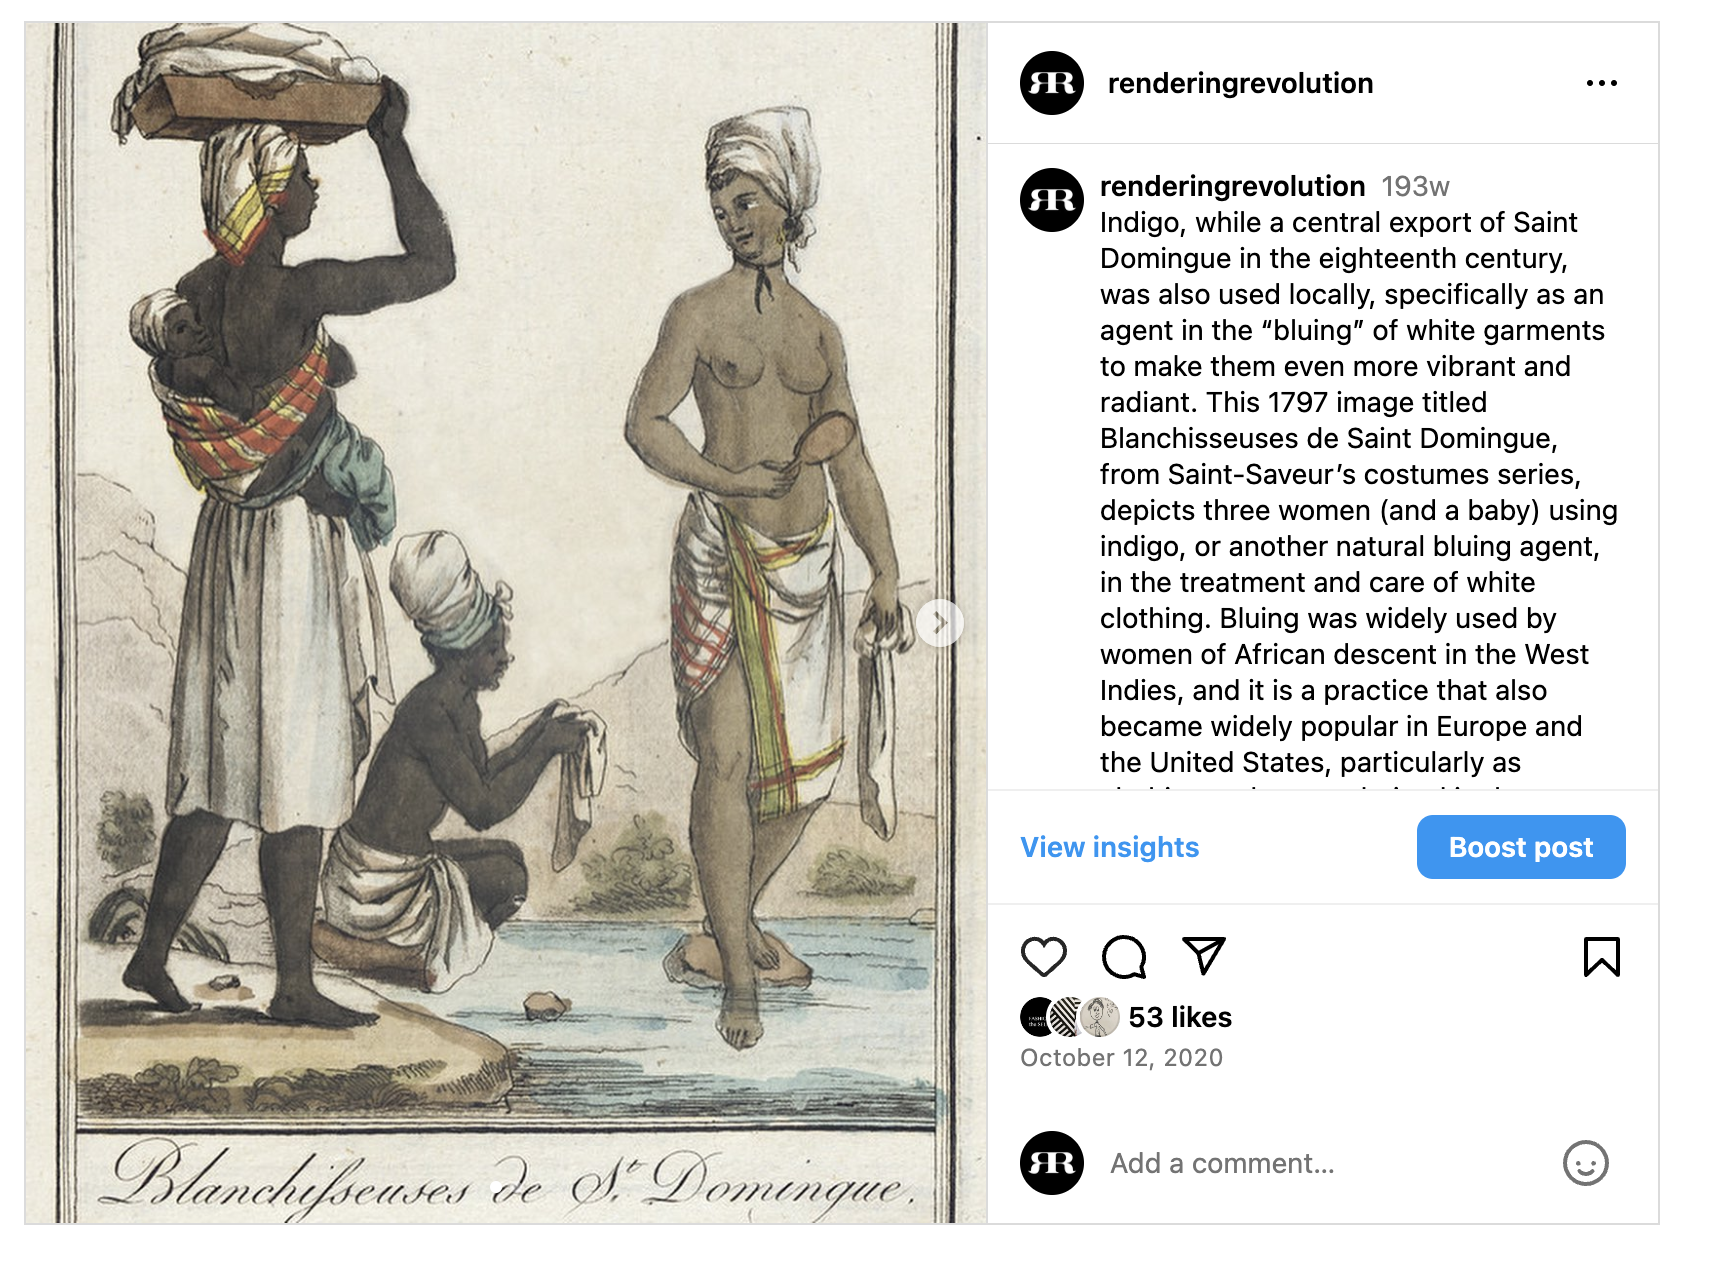 Blanchiſseuses de S.t Domingue.
RR
renderingrevolution
RR
renderingrevolution 193w
Indigo, while a central export of Saint
Domingue in the eighteenth century,
was also used locally, specifically as an
agent in the “bluing” of white garments
to make them even more vibrant and
radiant. This 1797 image titled
Blanchisseuses de Saint Domingue,
from Saint-Saveur’s costumes series,
depicts three women (and a baby) using
indigo, or another natural bluing agent,
in the treatment and care of white
clothing. Bluing was widely used by
women of African descent in the West
Indies, and it is a practice that also
became widely popular in Europe and
the United States, particularly as
View insights
Boost post
53 likes
October 12, 2020
RR
Add a comment...